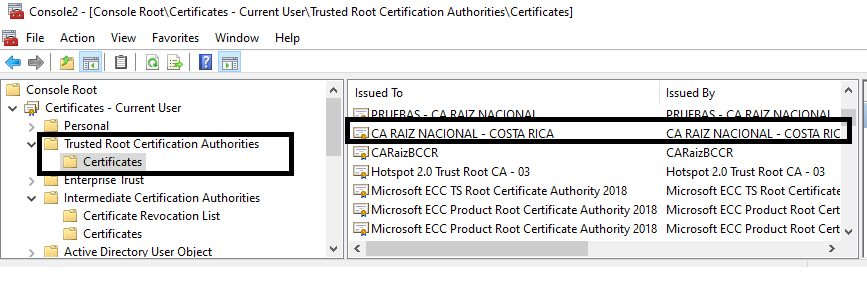 Console2 - [Console Root\Certificates - Current User\Trusted Root Certification Authorities\Certificates]
File Action View Favorites Window Help
Console Root
Certificates - Current User
Personal
Trusted Root Certification Authorities
Certificates
Enterprise Trust
Intermediate Certification Authorities
Certificate Revocation List
Certificates
Active Directory User Object
Issued To Issued By
PRUEBAS - CA RAIZ NACIONAL PRUEBAS - CA RAIZ NACIONAL
CA RAIZ NACIONAL - COSTA RICA CA RAIZ NACIONAL - COSTA RIC
CARaizBCCR CARaizBCCR
Hotspot 2.0 Trust Root CA - 03 Hotspot 2.0 Trust Root CA - 03
Microsoft ECC TS Root Certificate Authority 2018 Microsoft ECC TS Root Certificate
Microsoft ECC Product Root Certificate Authority 2018 Microsoft ECC Product Root Cert
Microsoft ECC Product Root Certificate Authority 2018 Microsoft ECC Product Root Cert